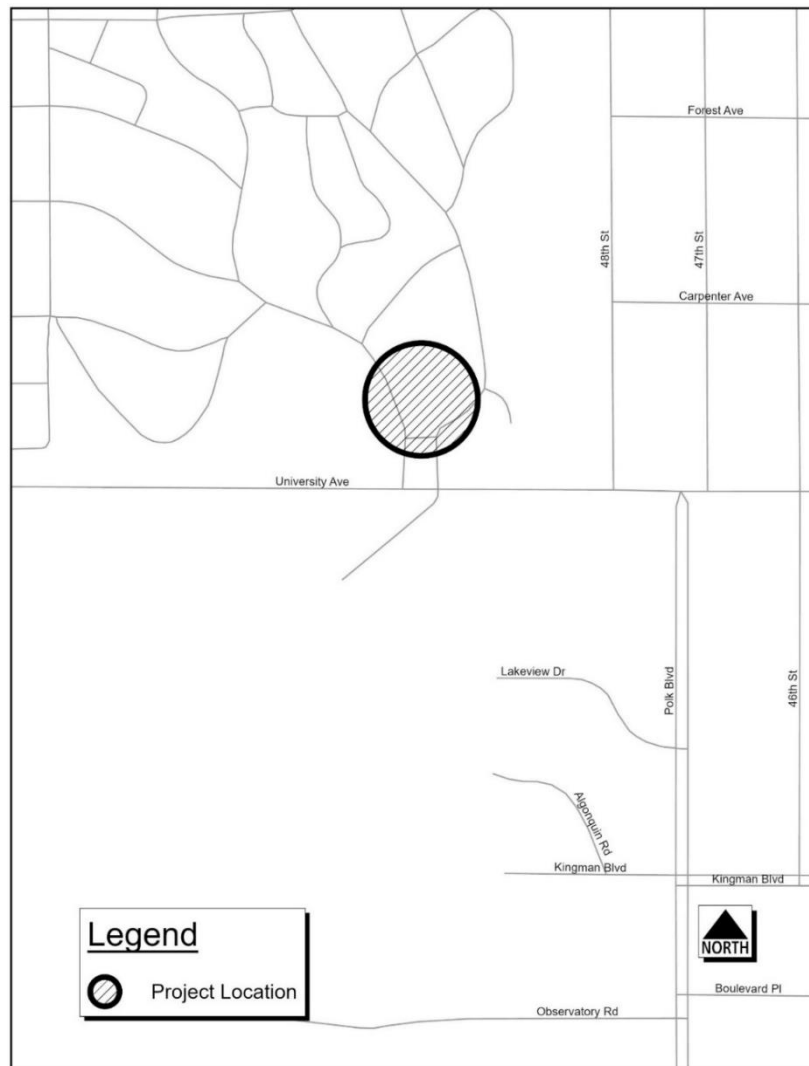 Forest Ave
48th St
47th St
Carpenter Ave
University Ave
Lakeview Dr
Polk Blvd
46th St
Algonquin Rd
Kingman Blvd
Kingman Blvd
Legend
NORTH
Project Location
Boulevard Pl
Observatory Rd